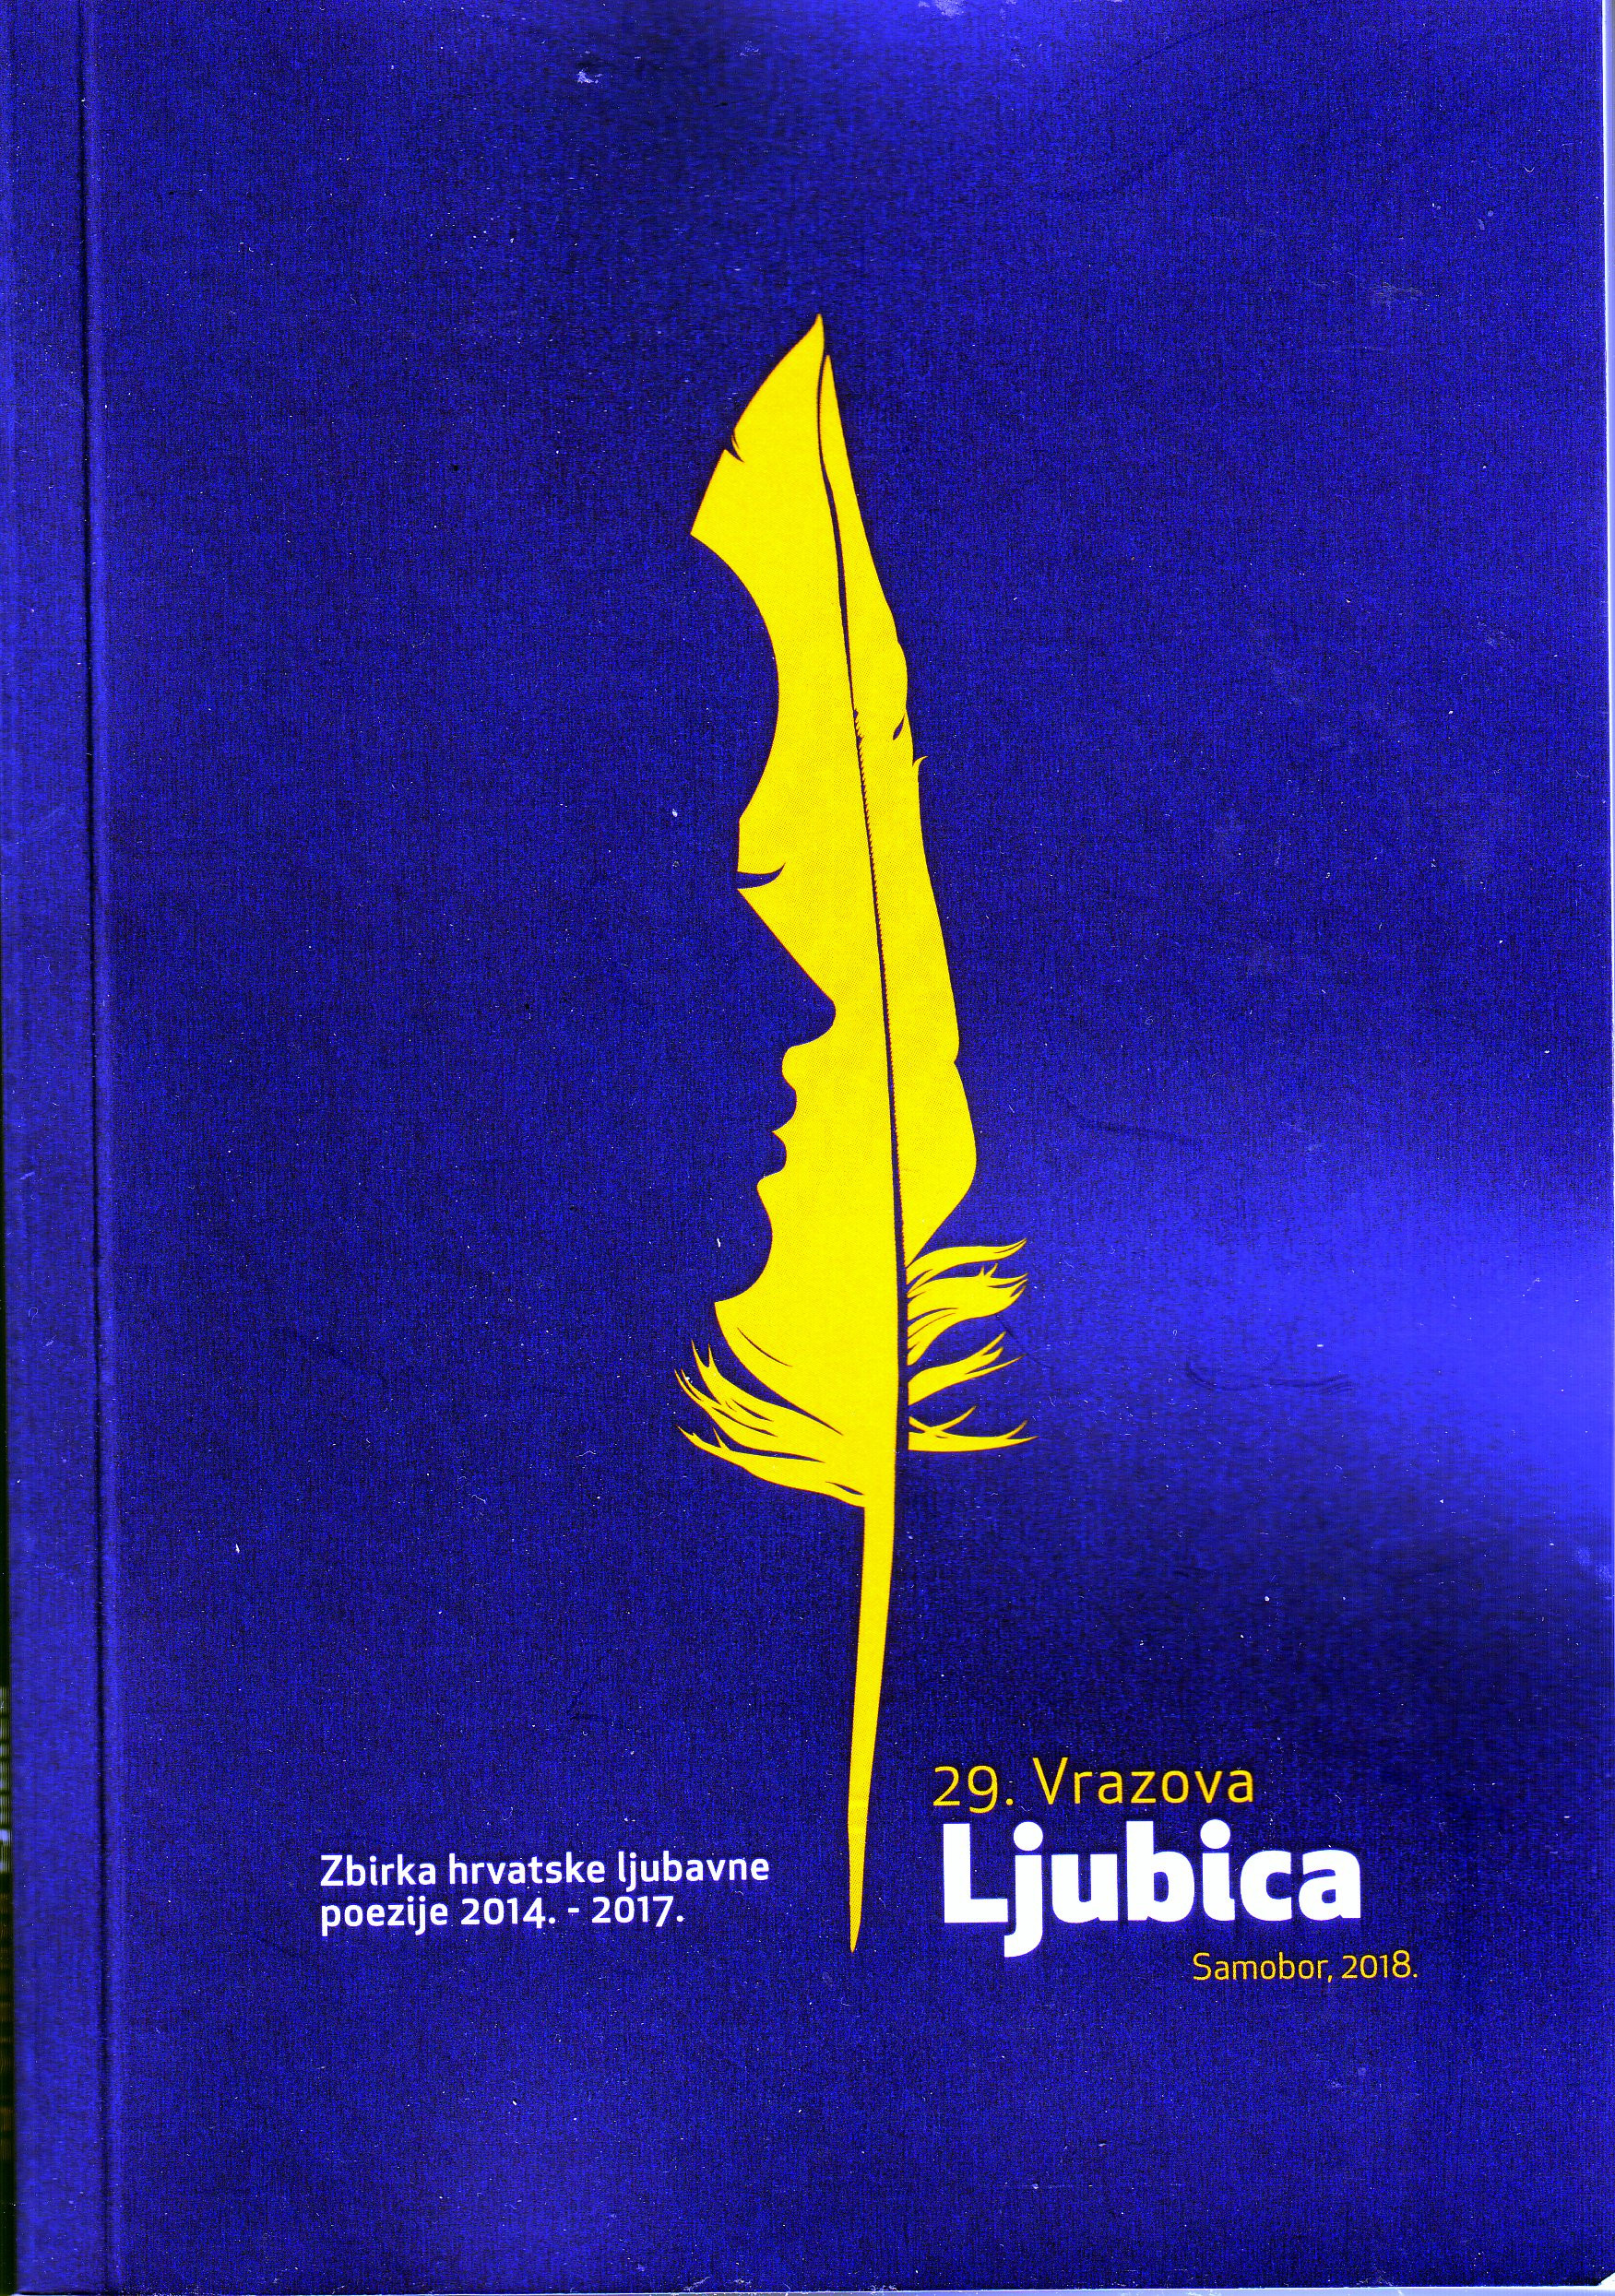 29. Vrazova
Ljubica
Samobor, 2018.
Zbirka hrvatske ljubavne
poezije 2014. - 2017.